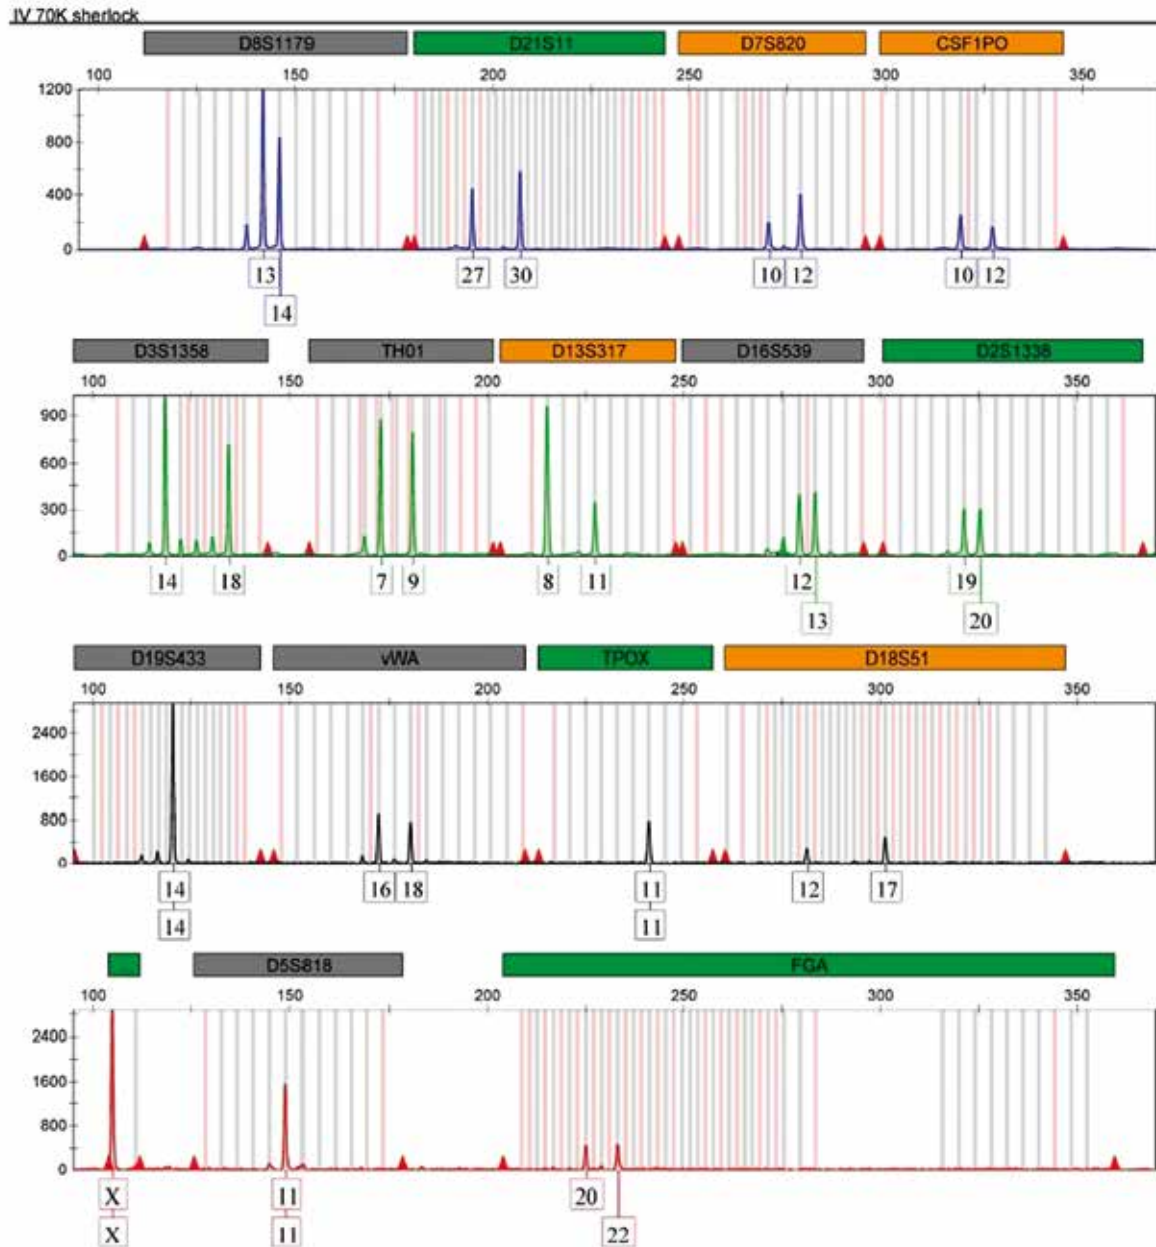 IV 70K sherlock
D8S1179 D21S11 D7S820 CSF1PO
100 150 200 250 300 350
1200
800
400
0
13 27 30 10 12 10 12
14
D3S1358 TH01 D13S317 D16S539 D2S1338
100 150 200 250 300 350
900
600
300
0
14 18 7 9 8 11 12 19
13 20
D19S433 vWA TPOX D18S51
100 150 200 250 300 350
2400
1600
800
0
14 16 18 11 12 17
14 11
D5S818 FGA
100 150 200 250 300 350
2400
1600
800
0
X 11 20
X 11 22